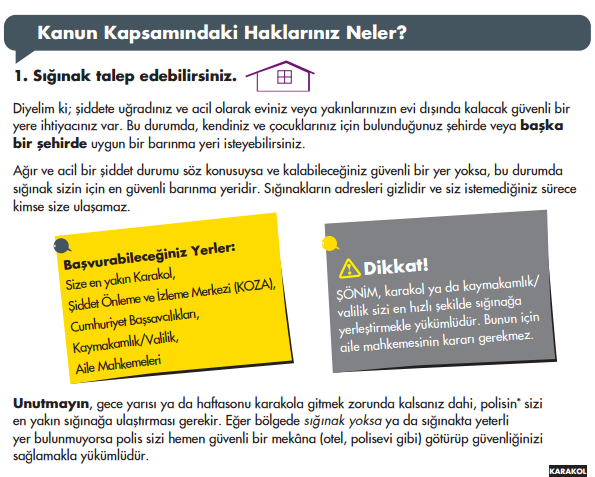 Kanun Kapsamındaki Haklarınız Neler?
1. Sığınak talep edebilirsiniz.
Diyelim ki; şiddete uğradınız ve acil olarak eviniz veya yakınlarınızın evi dışında kalacak güvenli bir
yere ihtiyacınız var. Bu durumda, kendiniz ve çocuklarınız için bulunduğunuz şehirde veya başka
bir şehirde uygun bir barınma yeri isteyebilirsiniz.
Ağır ve acil bir şiddet durumu söz konusuysa ve kalabileceğiniz güvenli bir yer yoksa, bu durumda
sığınak sizin için en güvenli barınma yeridir. Sığınakların adresleri gizlidir ve siz istemediğiniz sürece
kimse size ulaşamaz.
Başvurabileceğiniz Yerler:
Size en yakın Karakol,
Şiddet Önleme ve İzleme Merkezi (KOZA),
Cumhuriyet Başsavcılıkları,
Kaymakamlık/Valilik,
Aile Mahkemeleri
Dikkat!
ŞÖNİM, karakol ya da kaymakamlık/
valilik sizi en hızlı şekilde sığınağa
yerleştirmekle yükümlüdür. Bunun için
aile mahkemesinin kararı gerekmez.
Unutmayın, gece yarısı ya da haftasonu karakola gitmek zorunda kalsanız dahi, polisin* sizi
en yakın sığınağa ulaştırması gerekir. Eğer bölgede sığınak yoksa ya da sığınakta yeterli
yer bulunmuyorsa polis sizi hemen güvenli bir mekâna (otel, polisevi gibi) götürüp güvenliğinizi
sağlamakla yükümlüdür.
KARAKOL